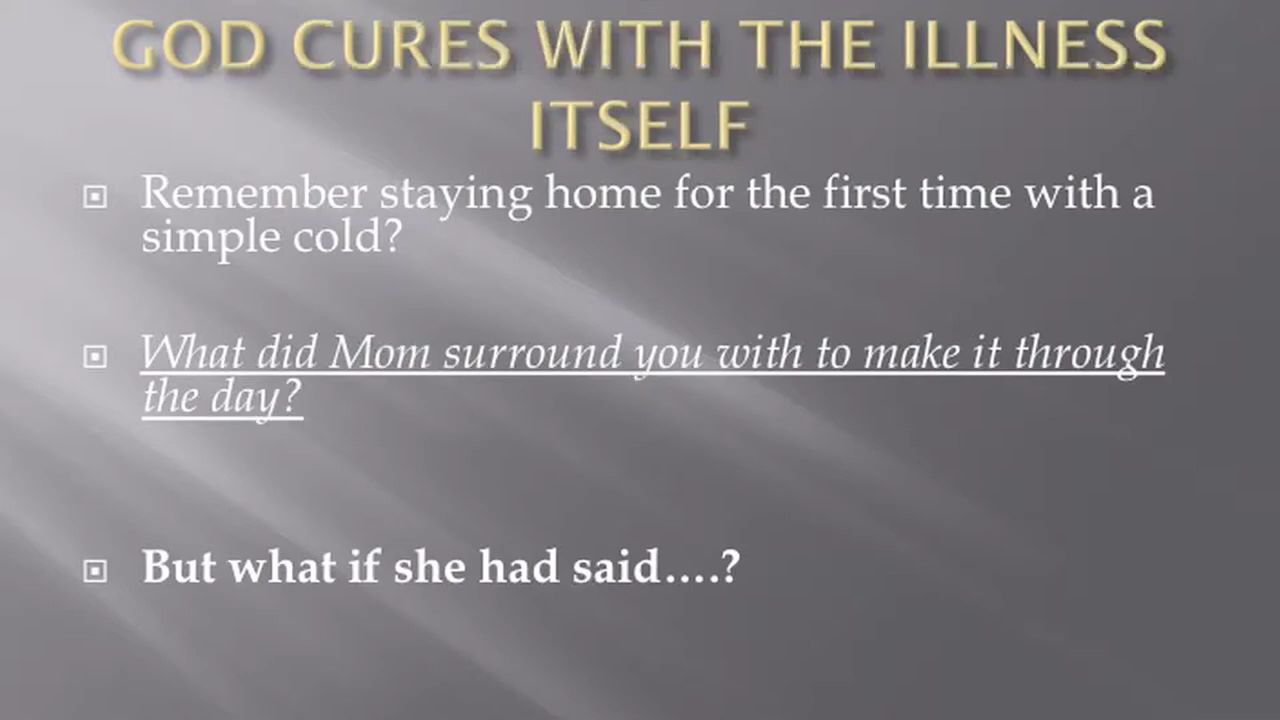 GOD CURES WITH THE ILLNESS
ITSELF
Remember staying home for the first time with a
simple cold?
What did Mom surround you with to make it through
the day?
But what if she had said….?